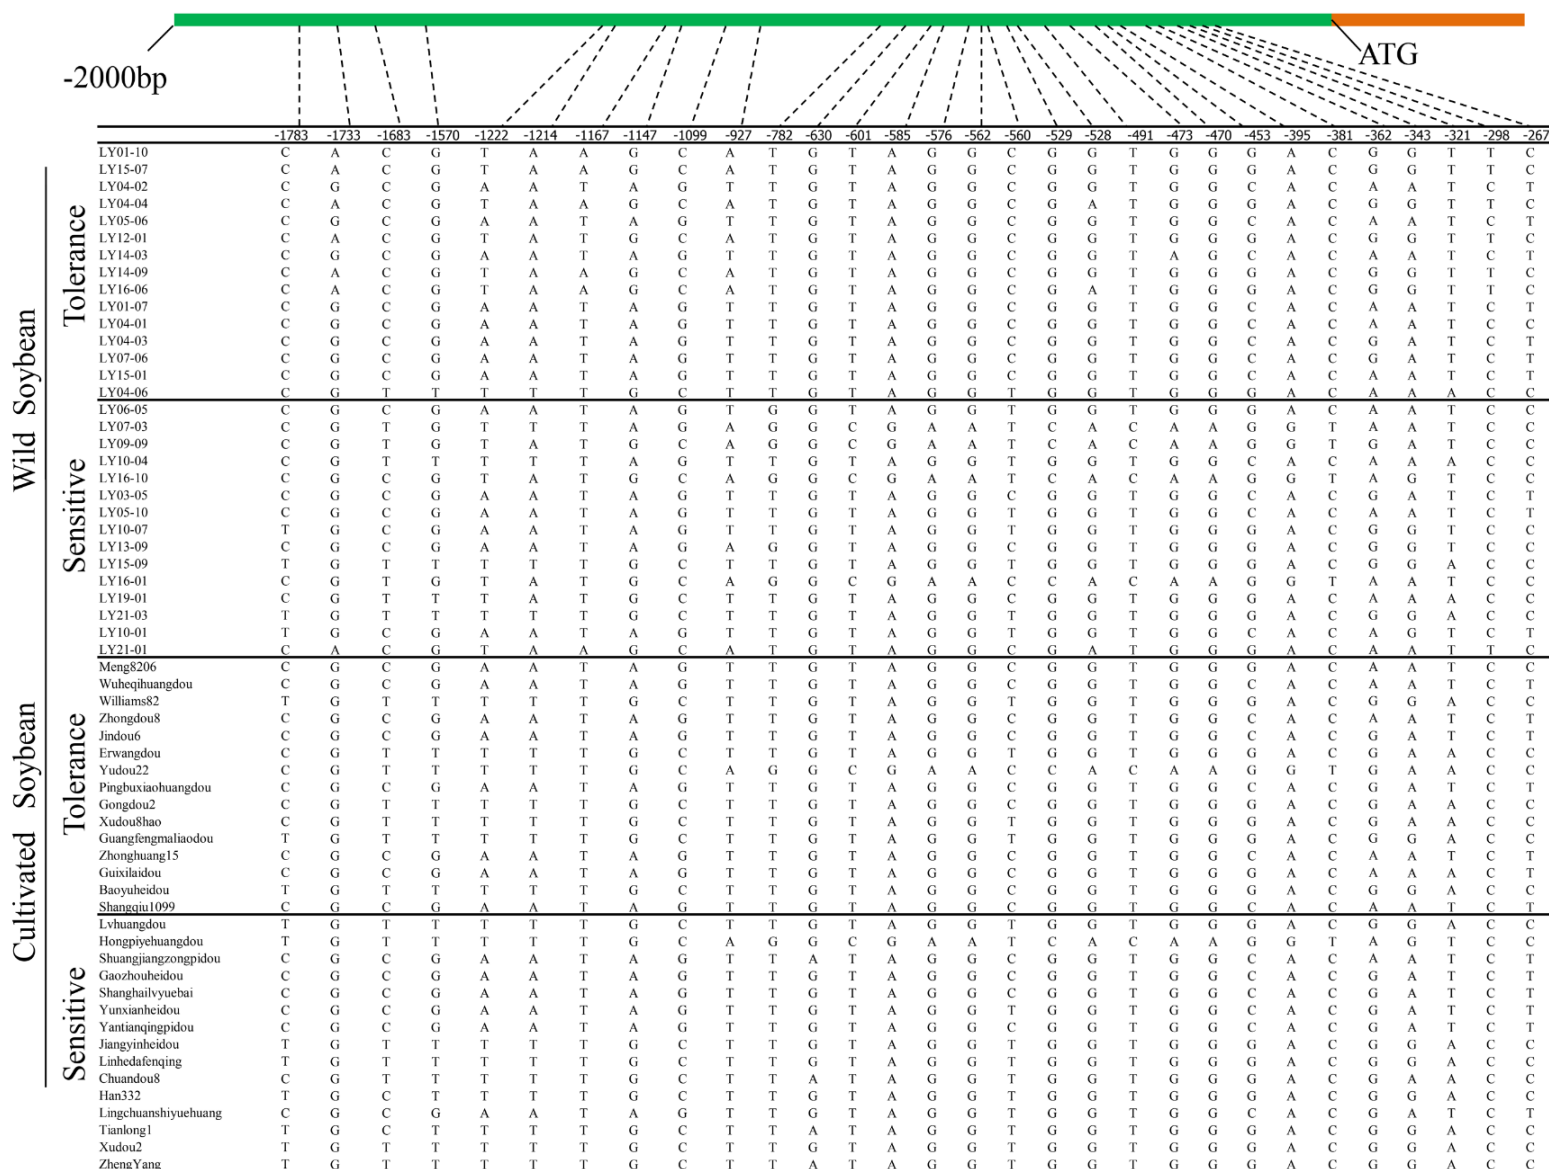 -2000bp
ATG
-1783 -1733 -1683 -1570 -1222 -1214 -1167 -1147 -1099 -927 -782 -630 -601 -585 -576 -562 -560 -529 -528 -491 -473 -470 -453 -395 -381 -362 -343 -321 -298 -267
Wild Soybean
Tolerance
LY01-10 C A C G T A A G C A T G T A G G C G G T G G G A C G G T T C
LY15-07 C A C G T A A G C A T G T A G G C G G T G G G A C G G T T C
LY04-02 C G C G A A T A G T T G T A G G C G G T G G C A C A A T C T
LY04-04 C A C G T A A G C A T G T A G G C G A T G G G A C G G T T C
LY05-06 C G C G A A T A G T T G T A G G C G G T G G C A C A A T C T
LY12-01 C A C G T A T G C A T G T A G G C G G T G G G A C G G T T C
LY14-03 C G C G A A T A G T T G T A G G C G G T A G C A C A A T C T
LY14-09 C A C G T A A G C A T G T A G G C G G T G G G A C G G T T C
LY16-06 C A C G T A A G C A T G T A G G C G A T G G G A C G G T T C
LY01-07 C G C G A A T A G T T G T A G G C G G T G G C A C A A T C T
LY04-01 C G C G A A T A G T T G T A G G C G G T G G C A C A A T C C
LY04-03 C G C G A A T A G T T G T A G G C G G T G G C A C G A T C T
LY07-06 C G C G A A T A G T T G T A G G C G G T G G C A C G A T C T
LY15-01 C G C G A A T A G T T G T A G G C G G T G G C A C A A T C T
LY04-06 C G T T T T T G C T T G T A G G T G G T G G G A C A A A C C
Sensitive
LY06-05 C G C G A A T A G T G G T A G G T G G T G G G A C A A T C C
LY07-03 C G T G T T T A G A G G C G A A T C A C A A G G T A A T C C
LY09-09 C G T G T A T G C A G G C G A A T C A C A A G G T G A T C C
LY10-04 C G T T T T T A G T T G T A G G T G G T G G C A C A A A C C
LY16-10 C G C G T A T G C A G G C G A A T C A C A A G G T A G T C C
LY03-05 C G C G A A T A G T T G T A G G C G G T G G C A C G A T C T
LY05-10 C G C G A A T A G T T G T A G G T G G T G G C A C A A T C T
LY10-07 T G C G A A T A G T T G T A G G T G G T G G G A C G G T C C
LY13-09 C G C G A A T A G A G G T A G G C G G T G G G A C G G T C C
LY15-09 T G T T T T T G C T T G T A G G T G G T G G G A C G G A C C
LY16-01 C G T G T A T G C A G G C G A A C C A C A A G G T A A T C C
LY19-01 C G T T T A T G C T T G T A G G C G G T G G G A C A A A C C
LY21-03 T G T T T T T G C T T G T A G G T G G T G G G A C G G A C C
LY10-01 T G C G A A T A G T T G T A G G T G G T G G C A C A G T C T
LY21-01 C A C G T A A G C A T G T A G G C G A T G G G A C A A T T C
Cultivated Soybean
Tolerance
Meng8206 C G C G A A T A G T T G T A G G C G G T G G G A C A A T C C
Wuheqihuangdou C G C G A A T A G T T G T A G G C G G T G G C A C A A T C T
Williams82 T G T T T T T G C T T G T A G G T G G T G G G A C G G A C C
Zhongdou8 C G C G A A T A G T T G T A G G C G G T G G C A C A A T C T
Jindou6 C G C G A A T A G T T G T A G G C G G T G G C A C G A T C T
Erwangdou C G T T T T T G C T T G T A G G T G G T G G G A C G A A C C
Yudou22 C G T T T T T G C A G G C G A A C C A C A A G G T G A A C C
Pingbuxiaohuangdou C G C G A A T A G T T G T A G G C G G T G G C A C G A T C T
Gongdou2 C G T T T T T G C T T G T A G G C G G T G G G A C G A A C C
Xudou8hao C G T T T T T G C T T G T A G G T G G T G G G A C G A A C C
Guangfengmaliaodou T G T T T T T G C T T G T A G G T G G T G G G A C G G A C C
Zhonghuang15 C G C G A A T A G T T G T A G G C G G T G G C A C A A T C T
Guixilaidou C G C G A A T A G T T G T A G G C G G T G G C A C A A A C T
Baoyuheidou T G T T T T T G C T T G T A G G C G G T G G G A C G G A C C
Shangqiu1099 C G C G A A T A G T T G T A G G C G G T G G C A C A A T C T
Sensitive
Lvhuangdou T G T T T T T G C T T G T A G G T G G T G G G A C G G A C C
Hongpiyehuangdou T G T T T T T G C A G G C G A A T C A C A A G G T A G T C C
Shuangjiangzongpidou C G C G A A T A G T T A T A G G C G G T G G C A C A A T C T
Gaozhouheidou C G C G A A T A G T T G T A G G C G G T G G C A C G A T C T
Shanghailvyuebai C G C G A A T A G T T G T A G G C G G T G G C A C G A T C T
Yunxianheidou C G C G A A T A G T T G T A G G T G G T G G C A C G A T C T
Yantianqingpidou C G C G A A T A G T T G T A G G C G G T G G C A C G A T C T
Jiangyinheidou T G T T T T T G C T T G T A G G T G G T G G G A C G G A C C
Linhedafenqing T G T T T T T G C T T G T A G G T G G T G G G A C G G A C C
Chuandou8 C G T T T T T G C T T A T A G G T G G T G G G A C G A A C C
Han332 T G C T T T T G C T T G T A G G T G G T G G G A C G G A C C
Lingchuanshiyuehuang C G C G A A T A G T T G T A G G T G G T G G C A C G A T C T
Tianlong1 T G C T T T T G C T T A T A G G T G G T G G G A C G G A C C
Xudou2 T G T T T T T G C T T G T A G G T G G T G G G A C G G A C C
ZhengYang T G T T T T T G C T T A T A G G T G G T G G G A C G G A C C